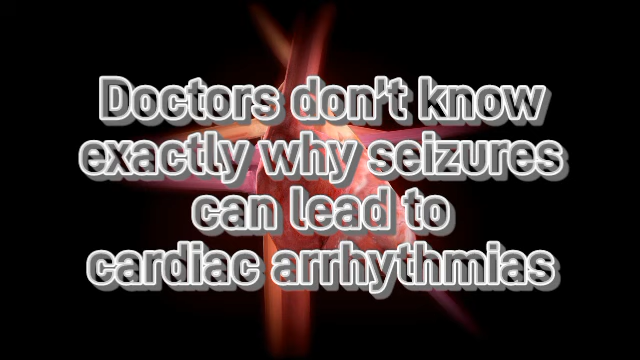 Doctors don't know
exactly why seizures
can lead to
cardiac arrhythmias